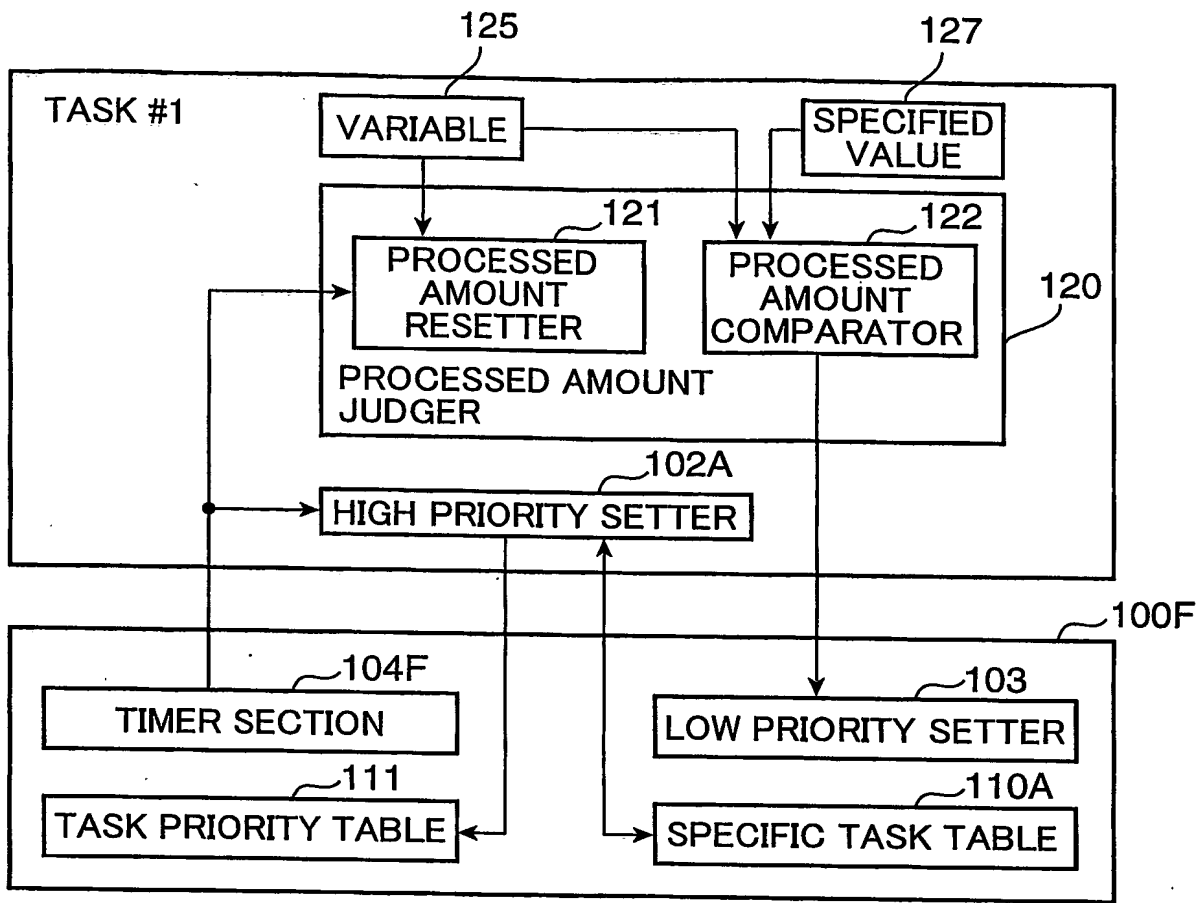 125
127
TASK #1
VARIABLE
SPECIFIED
VALUE
121
122
PROCESSED
AMOUNT
RESETTER
PROCESSED
AMOUNT
COMPARATOR
120
PROCESSED AMOUNT
JUDGER
102A
HIGH PRIORITY SETTER
100F
104F
103
TIMER SECTION
LOW PRIORITY SETTER
111
110A
TASK PRIORITY TABLE
SPECIFIC TASK TABLE